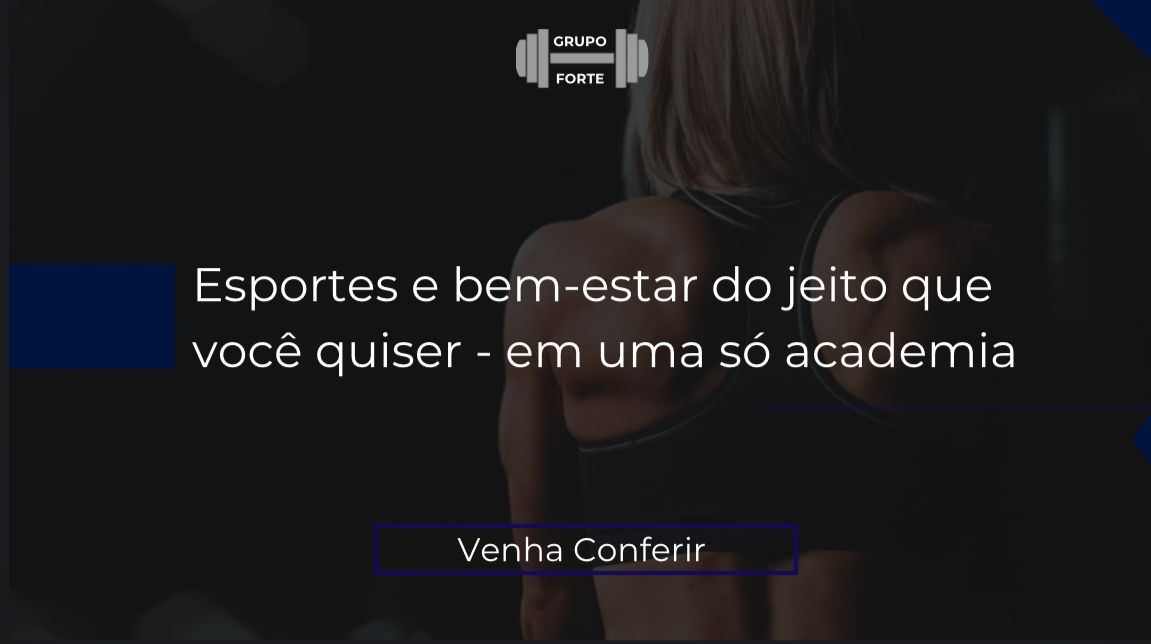 GRUPO
FORTE
Esportes e bem-estar do jeito que
você quiser - em uma só academia
Venha Conferir